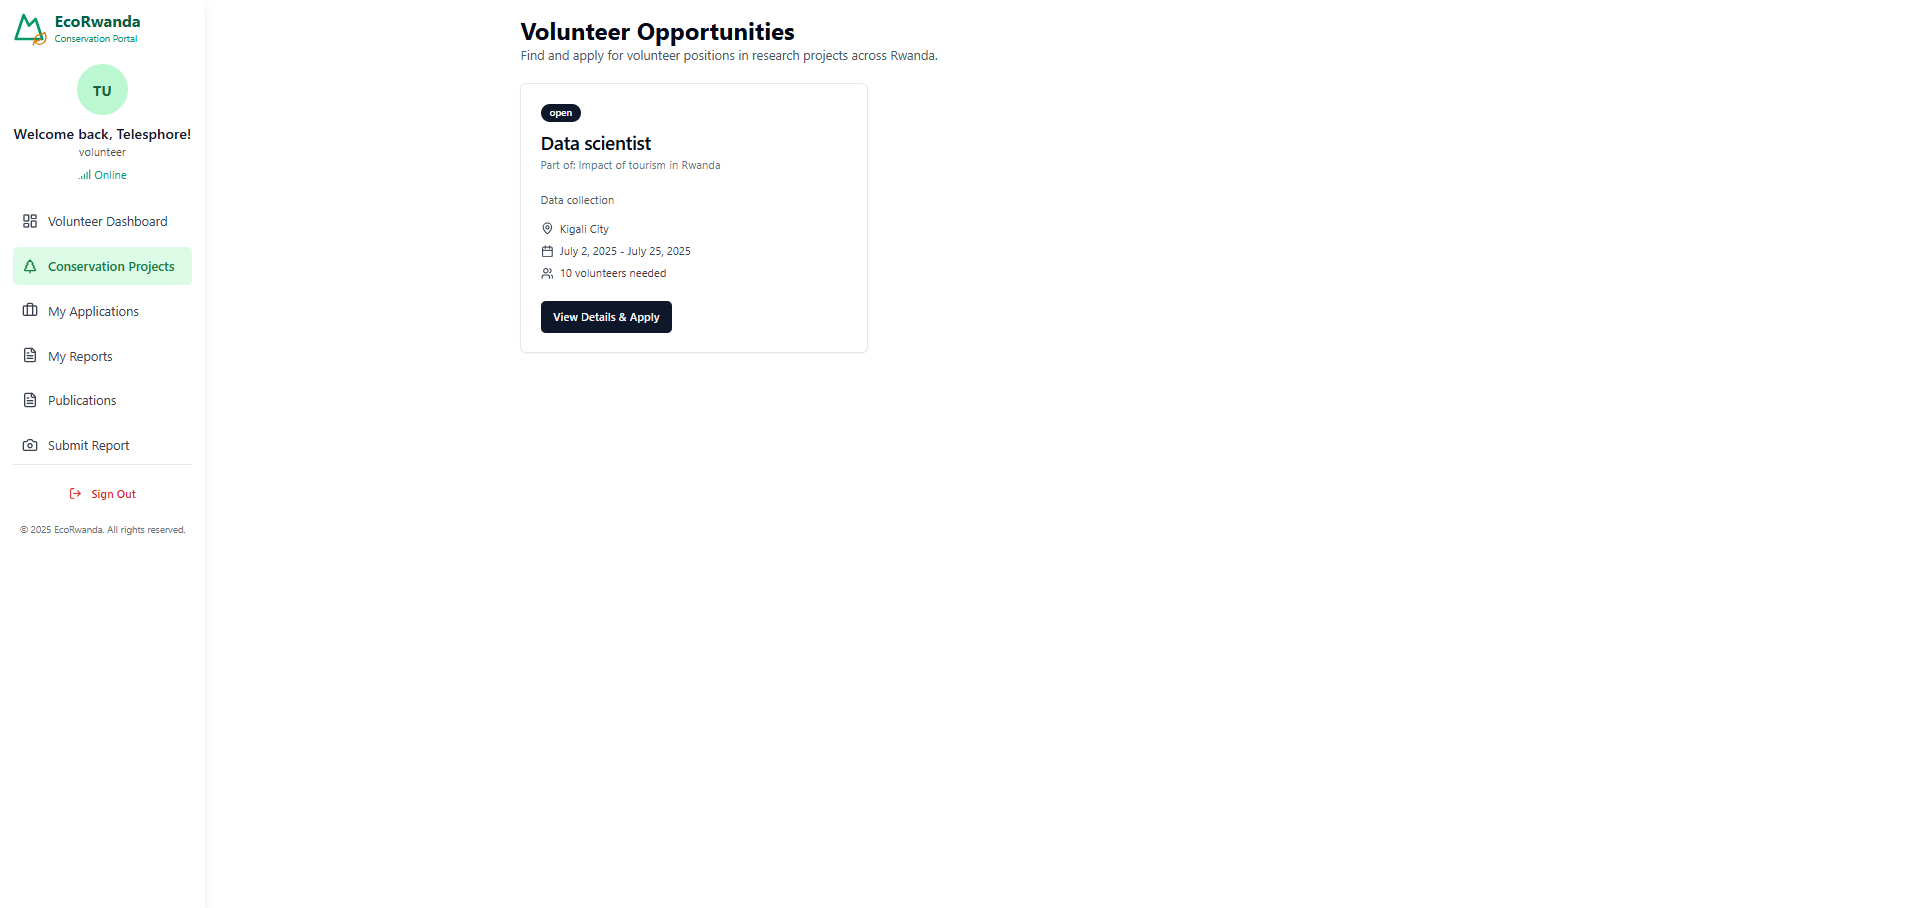 EcoRwanda
Conservation Portal
TU
Welcome back, Telesphore!
volunteer
Online
Volunteer Dashboard
Conservation Projects
My Applications
My Reports
Publications
Submit Report
Sign Out
© 2025 EcoRwanda. All rights reserved.
Volunteer Opportunities
Find and apply for volunteer positions in research projects across Rwanda.
open
Data scientist
Part of: Impact of tourism in Rwanda
Data collection
Kigali City
July 2, 2025 - July 25, 2025
10 volunteers needed
View Details & Apply